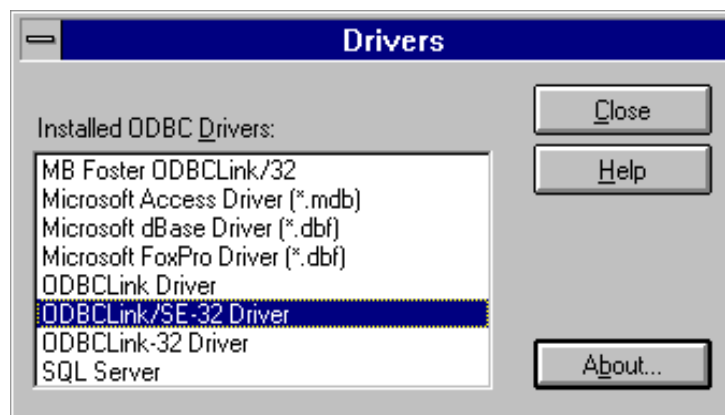 Drivers
Installed ODBC Drivers:
MB Foster ODBCLink/32
Microsoft Access Driver (*.mdb)
Microsoft dBase Driver (*.dbf)
Microsoft FoxPro Driver (*.dbf)
ODBCLink Driver
ODBCLink/SE-32 Driver
ODBCLink-32 Driver
SQL Server
Close
Help
About...